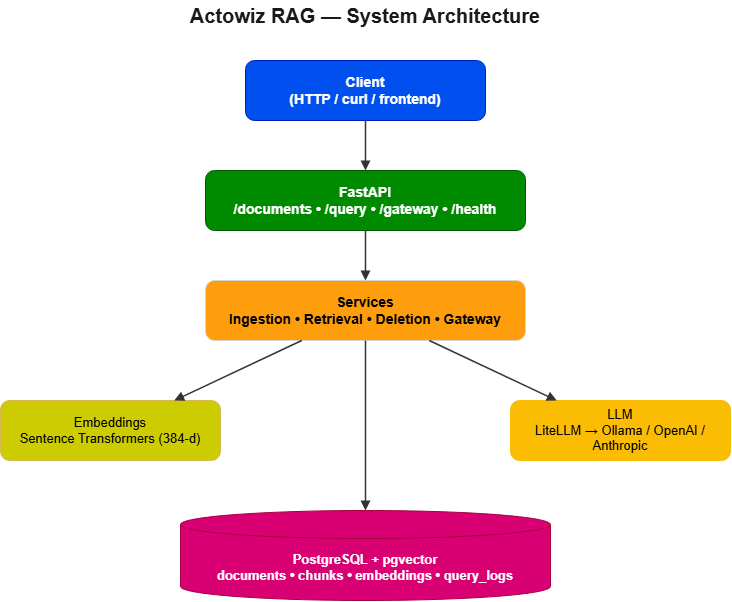 Actowiz RAG — System Architecture
Client
(HTTP / curl / frontend)
FastAPI
/documents • /query • /gateway • /health
Services
Ingestion • Retrieval • Deletion • Gateway
Embeddings
Sentence Transformers (384-d)
LLM
LiteLLM → Ollama / OpenAI /
Anthropic
PostgreSQL + pgvector
documents • chunks • embeddings • query_logs